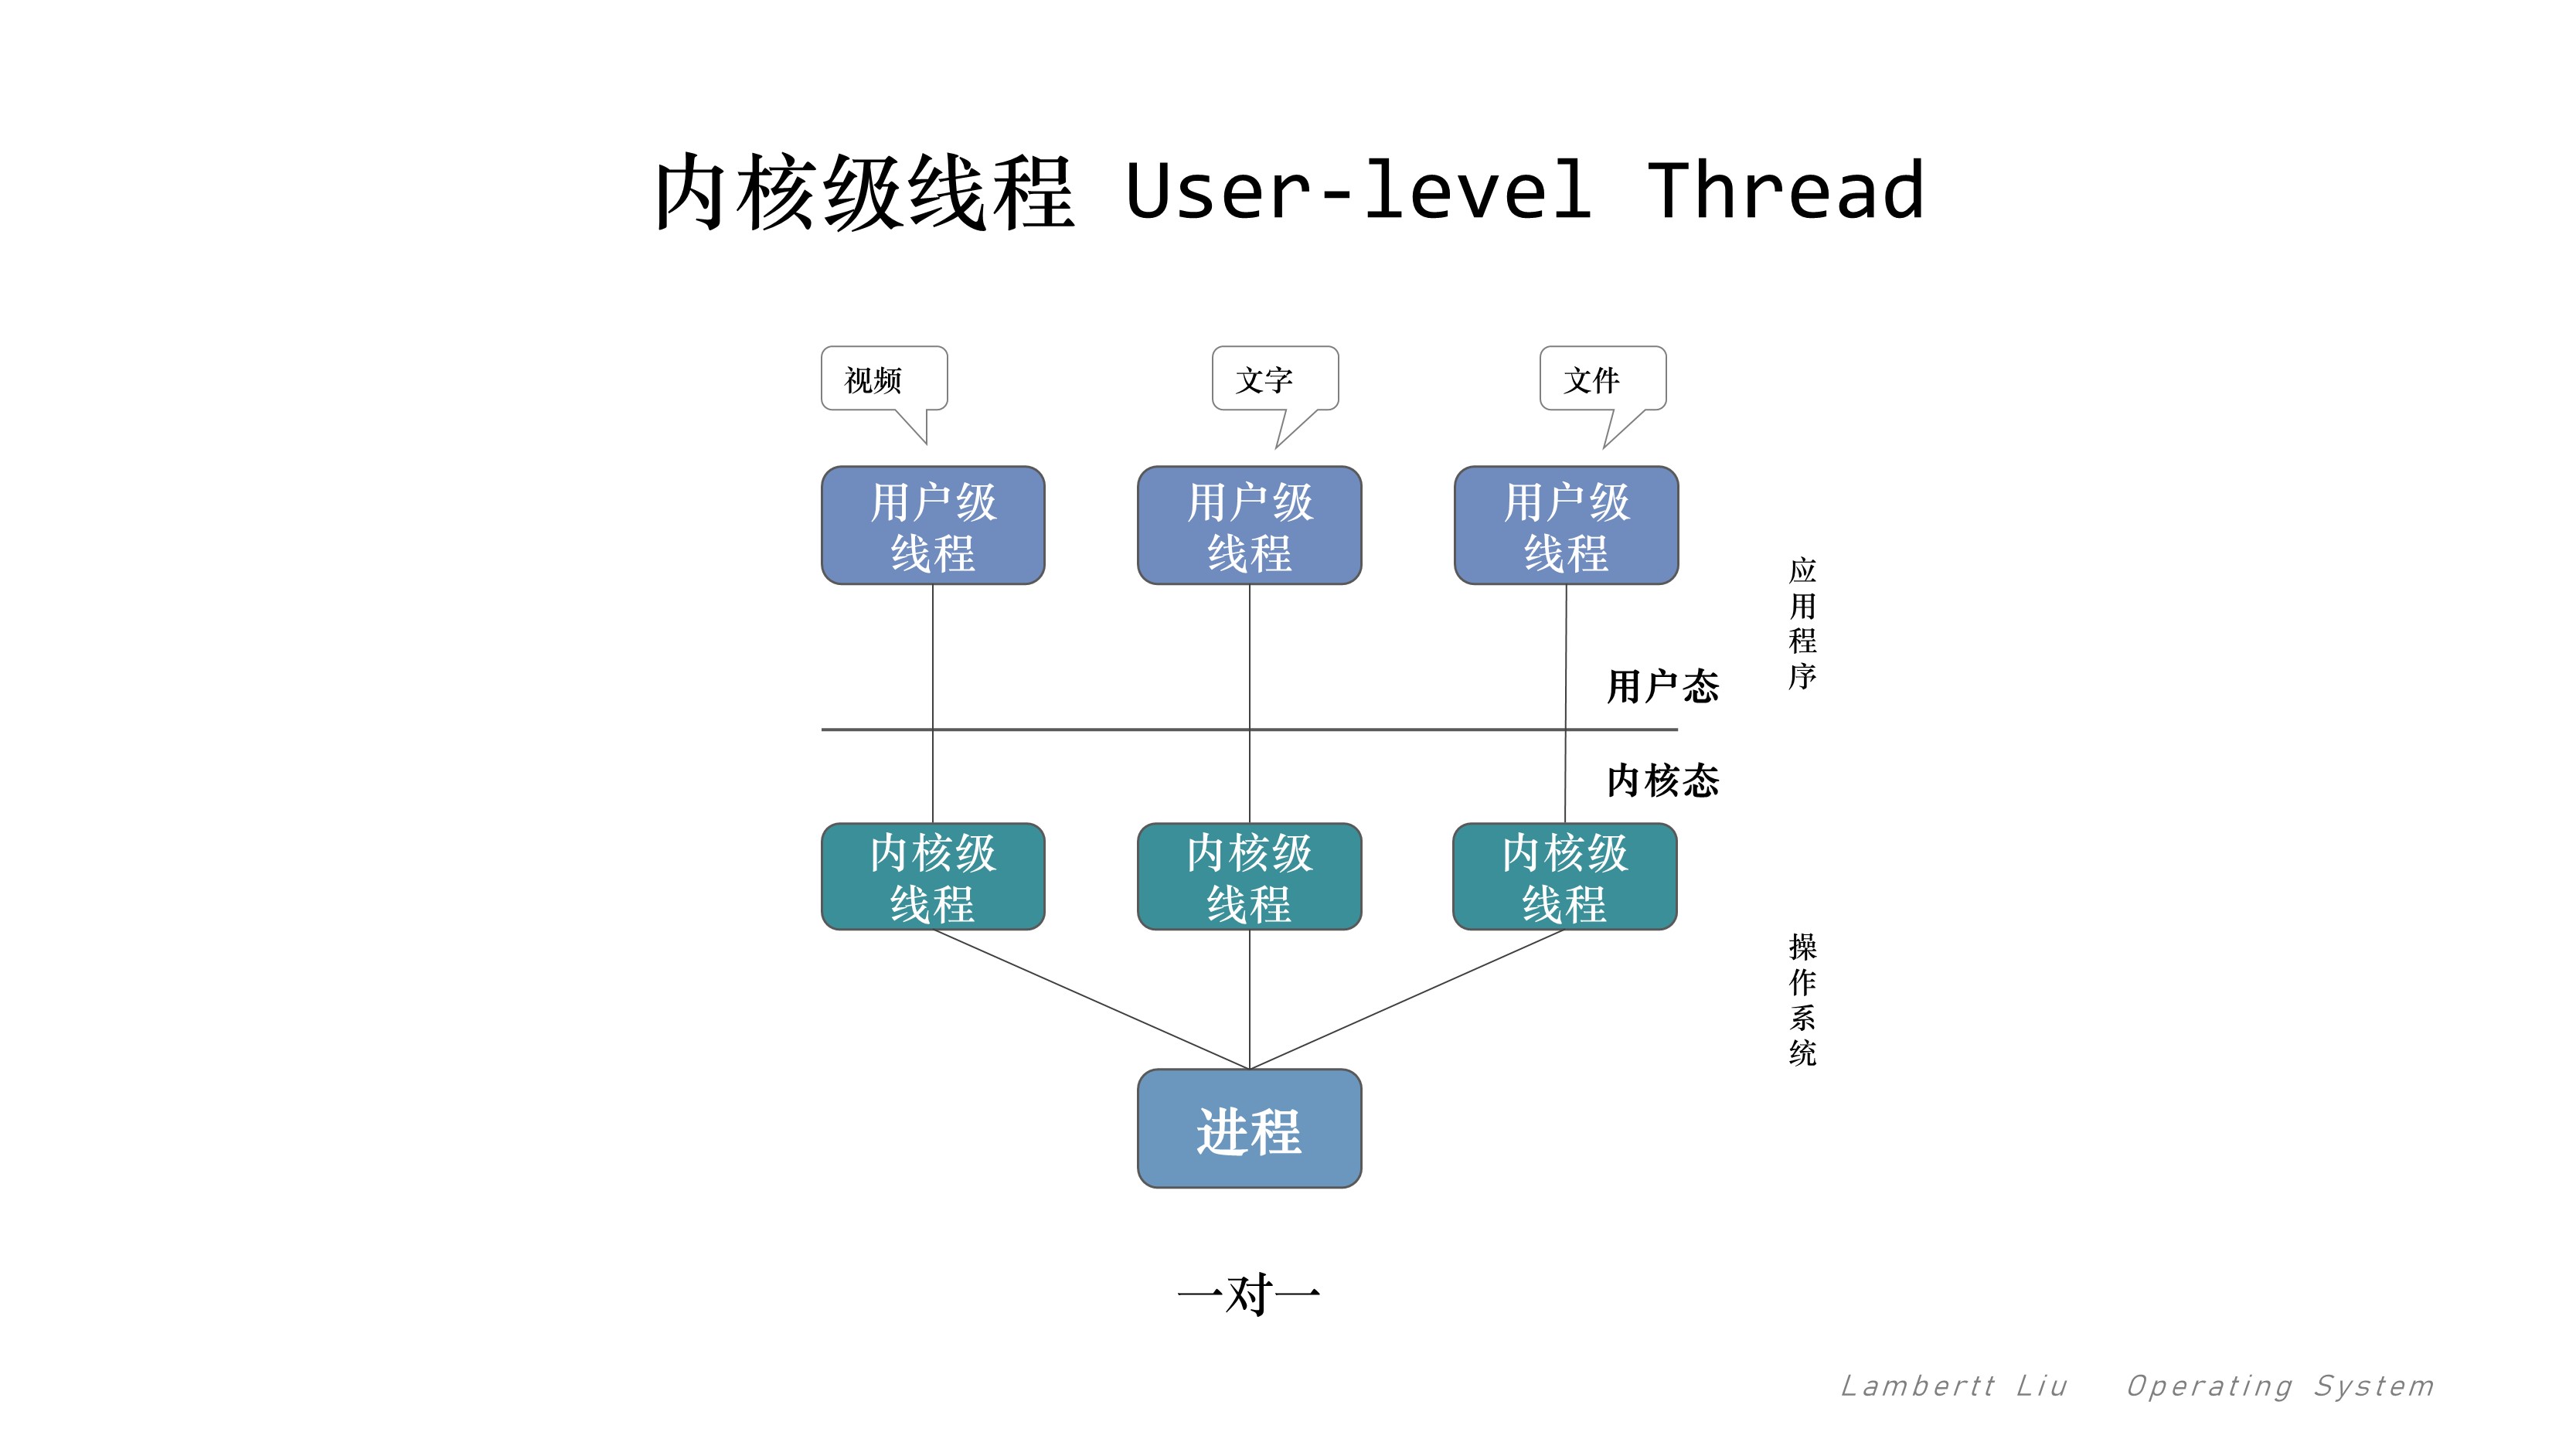 内核级线程 User-level Thread
视频
文字
文件
用户级
线程
用户级
线程
用户级
线程
应用程序
用户态
内核态
内核级
线程
内核级
线程
内核级
线程
操作系统
进程
一对一
Lambertt Liu Operating System